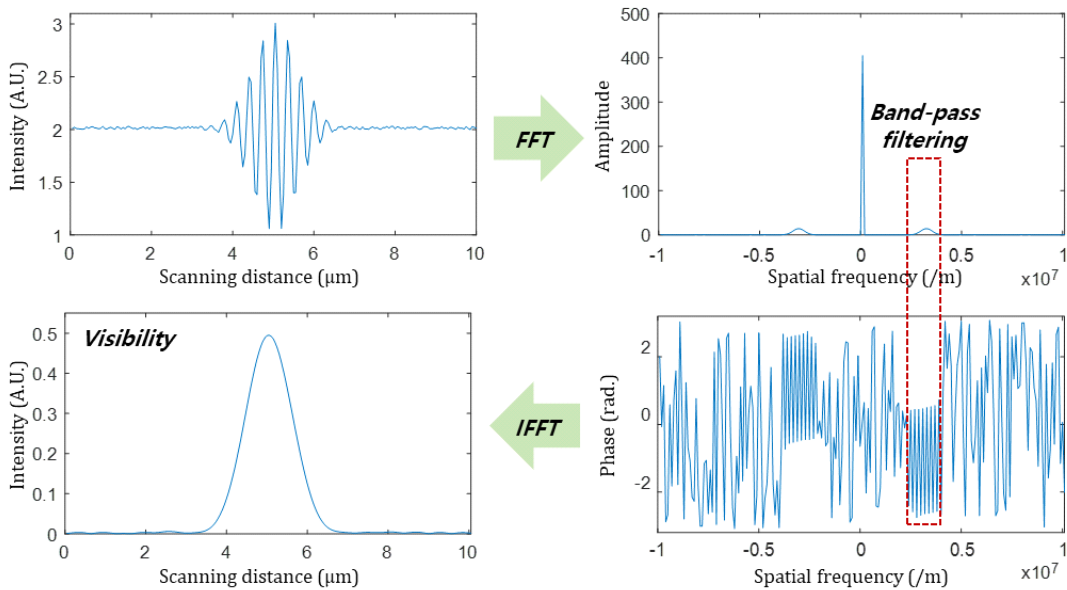 3
2.5
2
1.5
1
Intensity (A.U.)
0 2 4 6 8 10
Scanning distance (μm)
FFT
500
400
300
200
100
0
Amplitude
Band-pass
filtering
-1 -0.5 0 0.5 1
Spatial frequency (/m)
×10⁷
Visibility
0.5
0.4
0.3
0.2
0.1
0
Intensity (A.U.)
0 2 4 6 8 10
Scanning distance (μm)
IFFT
2
0
-2
Phase (rad.)
-1 -0.5 0 0.5 1
Spatial frequency (/m)
×10⁷